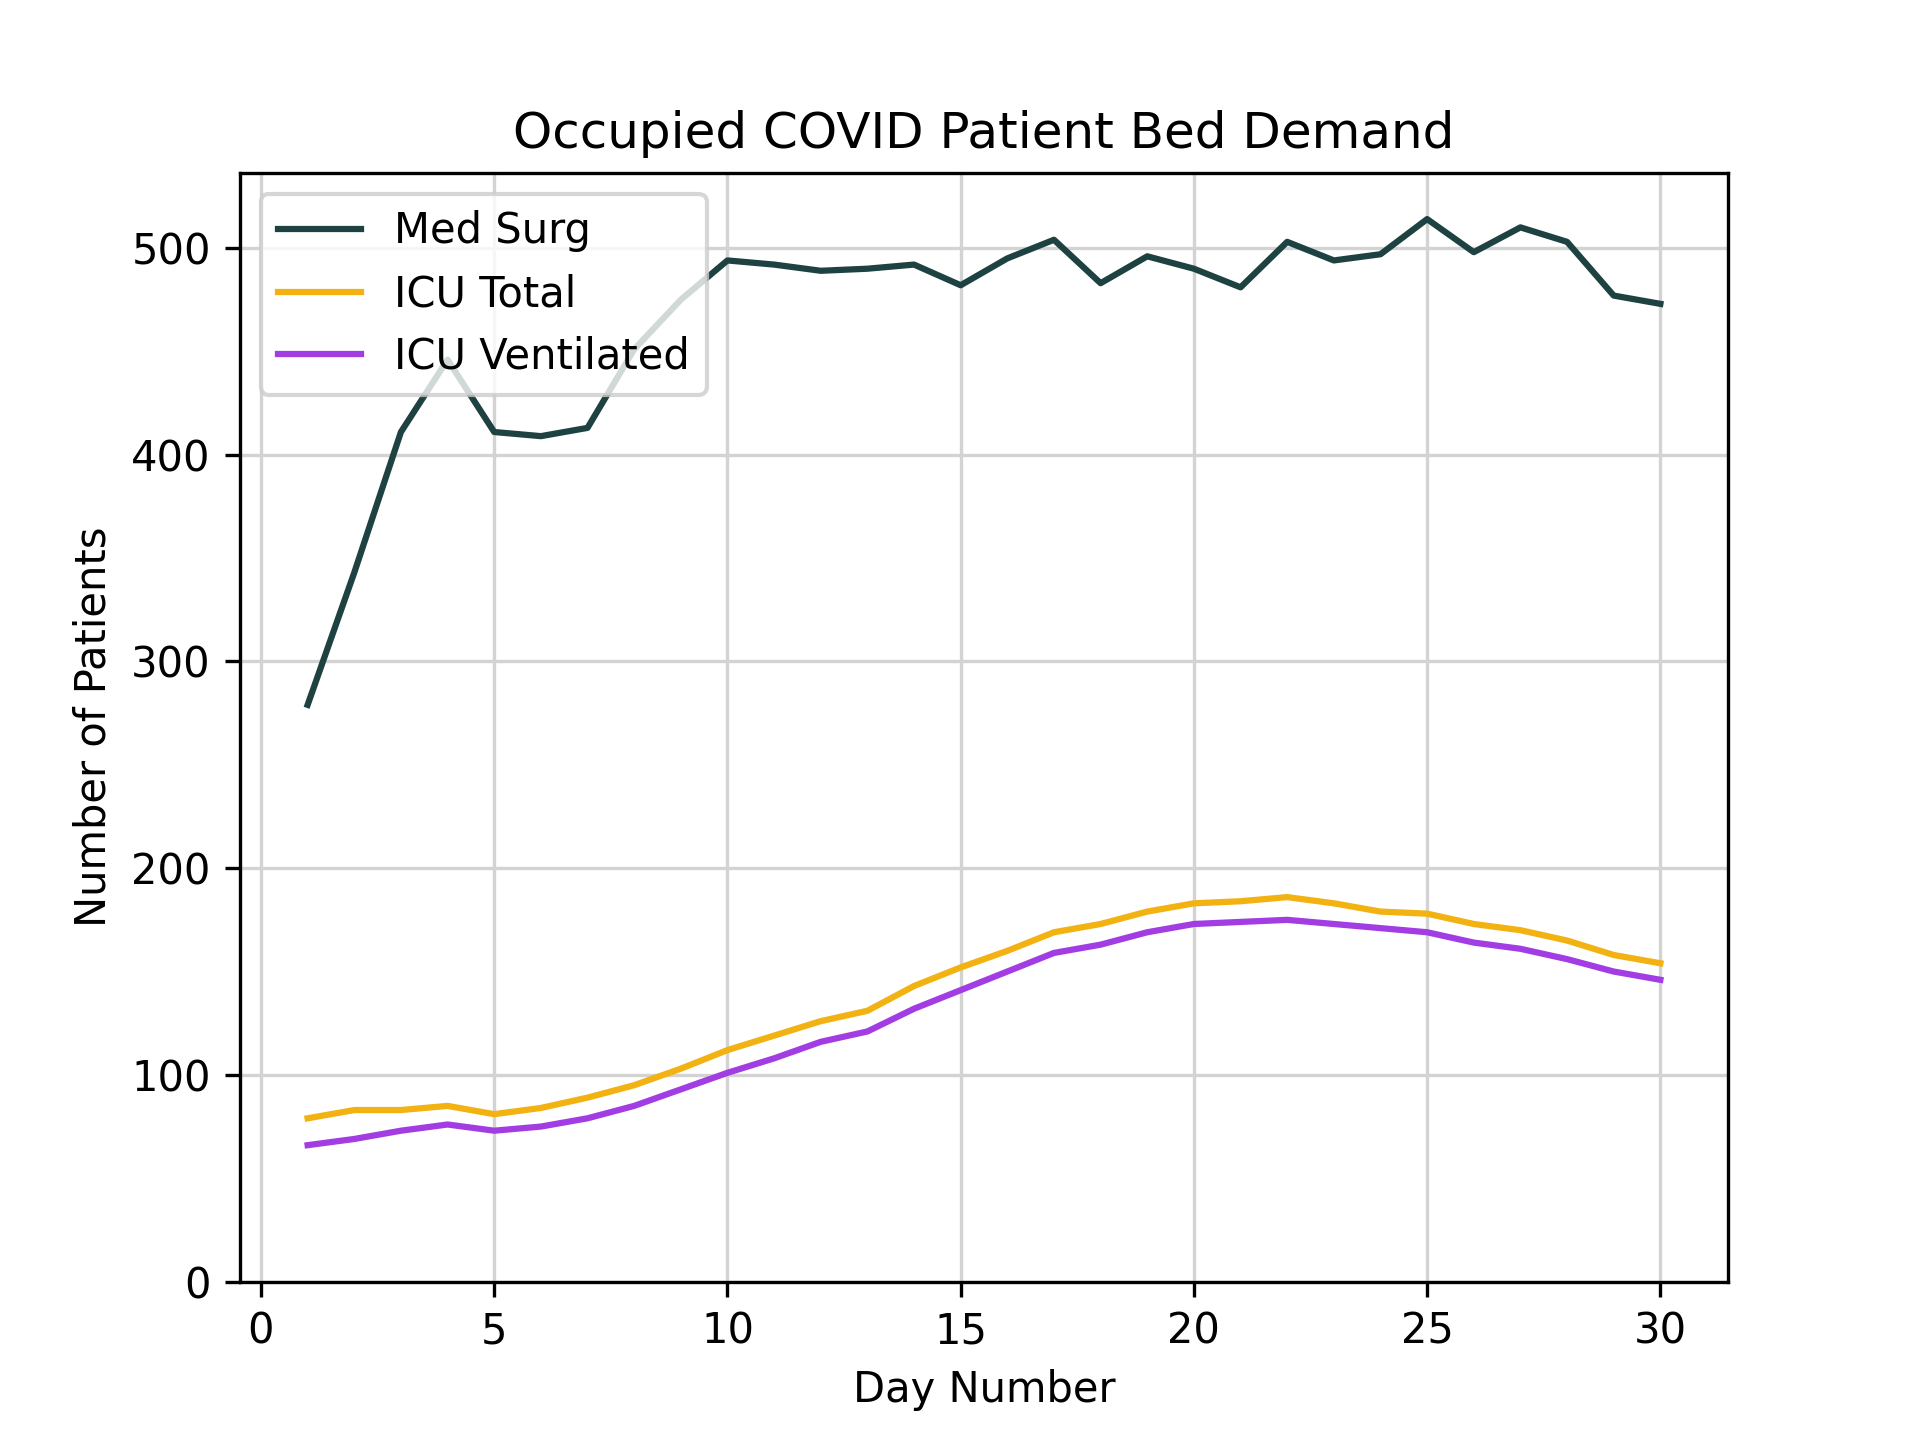 Occupied COVID Patient Bed Demand
Med Surg
ICU Total
ICU Ventilated
500
400
300
200
100
0
Number of Patients
0 5 10 15 20 25 30
Day Number